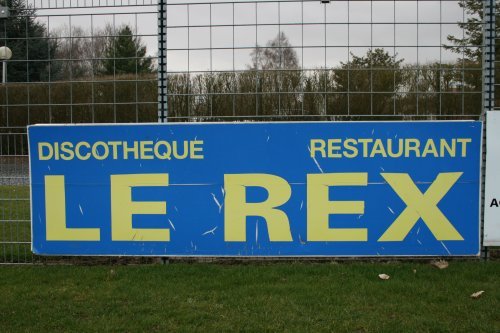 DISCOTHEQUE RESTAURANT
LE REX